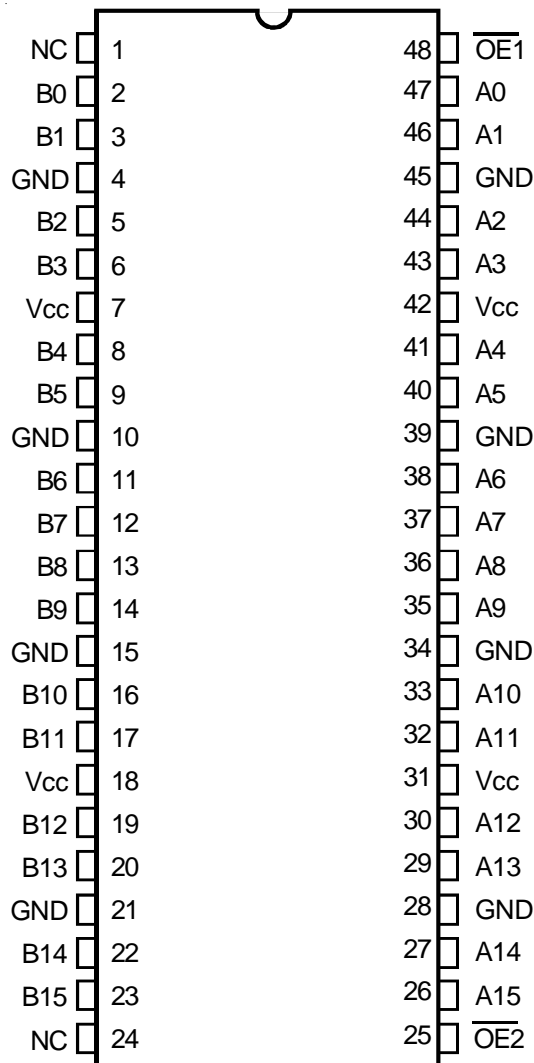 NC 1 48 O̅E̅1̅
B0 2 47 A0
B1 3 46 A1
GND 4 45 GND
B2 5 44 A2
B3 6 43 A3
Vcc 7 42 Vcc
B4 8 41 A4
B5 9 40 A5
GND 10 39 GND
B6 11 38 A6
B7 12 37 A7
B8 13 36 A8
B9 14 35 A9
GND 15 34 GND
B10 16 33 A10
B11 17 32 A11
Vcc 18 31 Vcc
B12 19 30 A12
B13 20 29 A13
GND 21 28 GND
B14 22 27 A14
B15 23 26 A15
NC 24 25 O̅E̅2̅